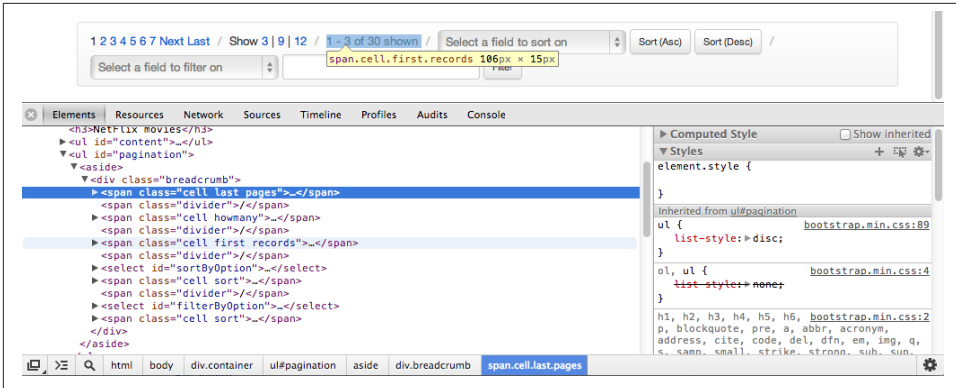 1 2 3 4 5 6 7 Next Last / Show 3 | 9 | 12 / 1 - 3 of 30 shown / Select a field to sort on Sort (Asc) Sort (Desc) /
Select a field to filter on Filter
span.cell.first.records 106px × 15px
Elements Resources Network Sources Timeline Profiles Audits Console
<h3>NetFlix movies</h3>
▶<ul id="content">…</ul>
▼<ul id="pagination">
▼<aside>
▼<div class="breadcrumb">
▶<span class="cell last pages">…</span>
<span class="divider">/</span>
▶<span class="cell howmany">…</span>
<span class="divider">/</span>
▶<span class="cell first records">…</span>
<span class="divider">/</span>
▶<select id="sortByOption">…</select>
▶<span class="cell sort">…</span>
<span class="divider">/</span>
▶<select id="filterByOption">…</select>
▶<span class="cell sort">…</span>
</div>
</aside>
▶ Computed Style Show inherited
▼ Styles
element.style {
}
Inherited from ul#pagination
ul { bootstrap.min.css:89
list-style:▶disc;
}
ol, ul { bootstrap.min.css:4
list-style:▶none;
}
h1, h2, h3, h4, h5, h6, bootstrap.min.css:2
p, blockquote, pre, a, abbr, acronym,
address, cite, code, del, dfn, em, img, q,
s, samp, small, strike, strong, sub, sup,
html body div.container ul#pagination aside div.breadcrumb span.cell.last.pages